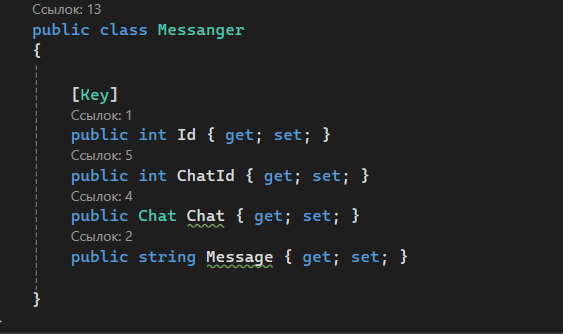 Ссылок: 13
public class Messanger
{
[Key]
Ссылок: 1
public int Id { get; set; }
Ссылок: 5
public int ChatId { get; set; }
Ссылок: 4
public Chat Chat { get; set; }
Ссылок: 2
public string Message { get; set; }
}